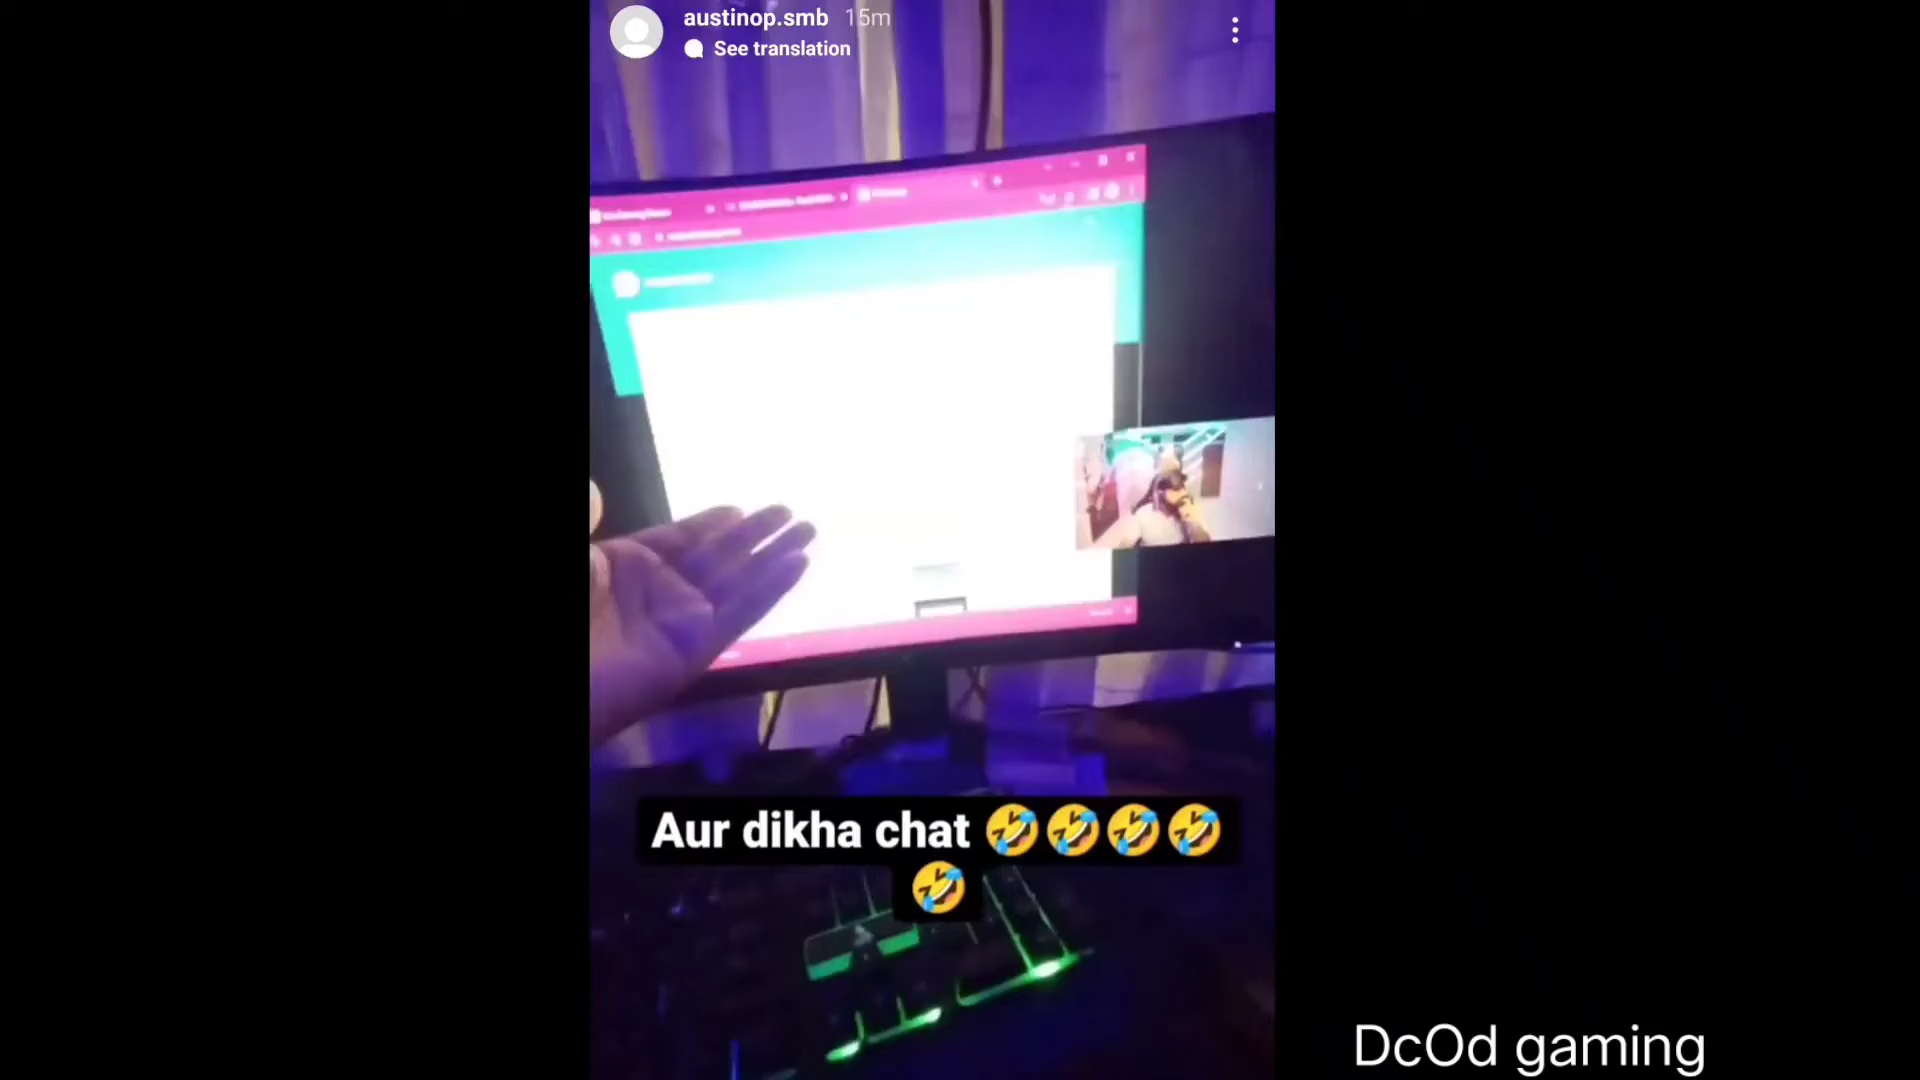 austinop.smb 15m
See translation
Aur dikha chat 🤣🤣🤣🤣
🤣
DcOd gaming